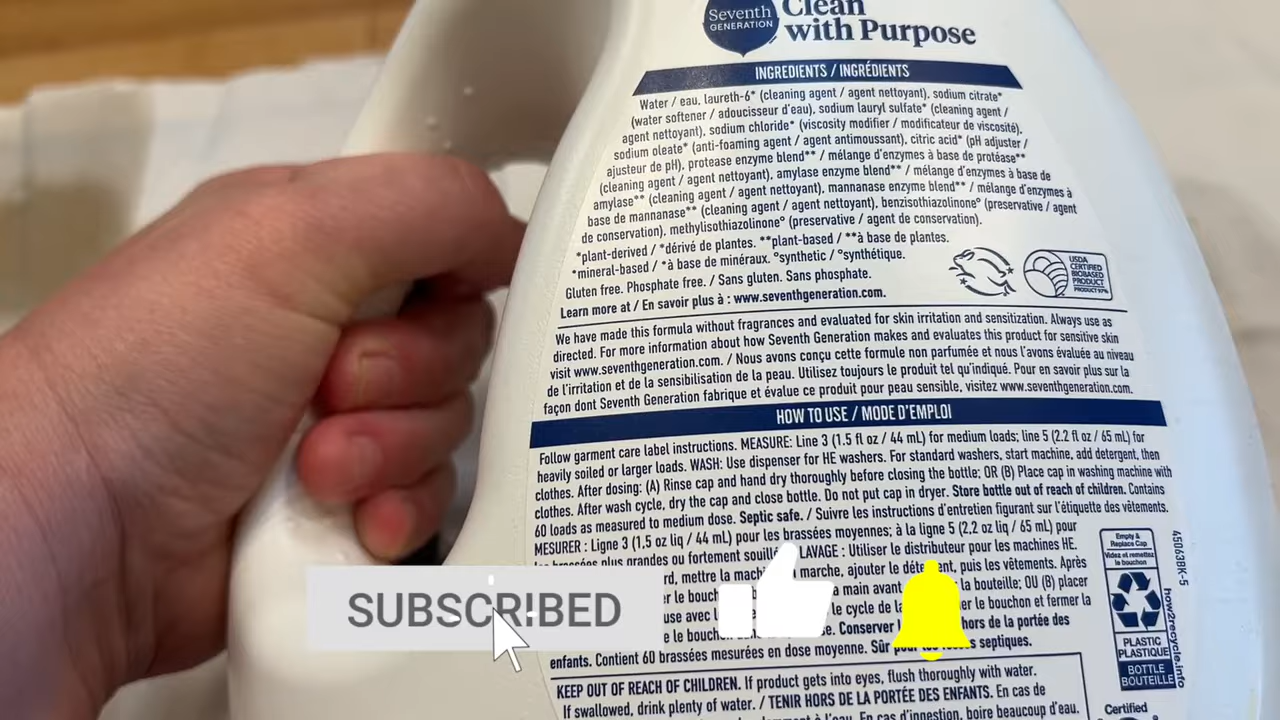 Seventh
GENERATION
Clean
with Purpose
INGREDIENTS / INGRÉDIENTS
Water / eau, laureth-6* (cleaning agent / agent nettoyant), sodium citrate*
(water softener / adoucisseur d'eau), sodium lauryl sulfate* (cleaning agent /
agent nettoyant), sodium chloride* (viscosity modifier / modificateur de viscosité),
sodium oleate* (anti-foaming agent / agent antimoussant), citric acid* (pH adjuster /
ajusteur de pH), protease enzyme blend** / mélange d'enzymes à base de protéase**
(cleaning agent / agent nettoyant), amylase enzyme blend** / mélange d'enzymes à base de
amylase** (cleaning agent / agent nettoyant), mannanase enzyme blend** / mélange d'enzymes à
base de mannanase** (cleaning agent / agent nettoyant), benzisothiazolinone° (preservative / agent
de conservation), methylisothiazolinone° (preservative / agent de conservation).
*plant-derived / *dérivé de plantes. **plant-based / **à base de plantes.
*mineral-based / *à base de minéraux. °synthetic / °synthétique.
Gluten free. Phosphate free. / Sans gluten. Sans phosphate.
Learn more at / En savoir plus à : www.seventhgeneration.com.
USDA
CERTIFIED
BIOBASED
PRODUCT
PRODUCT 97%
We have made this formula without fragrances and evaluated for skin irritation and sensitization. Always use as
directed. For more information about how Seventh Generation makes and evaluates this product for sensitive skin
visit www.seventhgeneration.com. / Nous avons conçu cette formule non parfumée et nous l'avons évaluée au niveau
de l'irritation et de la sensibilisation de la peau. Utilisez toujours le produit tel qu'indiqué. Pour en savoir plus sur la
façon dont Seventh Generation fabrique et évalue ce produit pour peau sensible, visitez www.seventhgeneration.com.
HOW TO USE / MODE D'EMPLOI
Follow garment care label instructions. MEASURE: Line 3 (1.5 fl oz / 44 mL) for medium loads; line 5 (2.2 fl oz / 65 mL) for
heavily soiled or larger loads. WASH: Use dispenser for HE washers. For standard washers, start machine, add detergent, then
clothes. After dosing: (A) Rinse cap and hand dry thoroughly before closing the bottle; OR (B) Place cap in washing machine with
clothes. After wash cycle, dry the cap and close bottle. Do not put cap in dryer. Store bottle out of reach of children. Contains
60 loads as measured to medium dose. Septic safe. / Suivre les instructions d'entretien figurant sur l'étiquette des vêtements.
MESURER : Ligne 3 (1,5 oz liq / 44 mL) pour les brassées moyennes; à la ligne 5 (2,2 oz liq / 65 mL) pour
les brassées plus grandes ou fortement LAVAGE : Utiliser le distributeur pour les machines HE.
mettre la marche, ajouter le puis les vêtements. Après
le main avant la bouteille; OU (B) placer
le cycle de le bouchon et fermer la
le Conserver hors de la portée des
enfants. Contient 60 brassées mesurées en dose moyenne. septiques.
KEEP OUT OF REACH OF CHILDREN. If product gets into eyes, flush thoroughly with water.
If swallowed, drink plenty of water. / TENIR HORS DE LA PORTÉE DES ENFANTS. En cas de
En cas d'ingestion, boire beaucoup d'eau.
Empty &
Replace Cap
Videz et remettez
le bouchon
PLASTIC
PLASTIQUE
BOTTLE
BOUTEILLE
45063BK-5
how2recycle.info
Certified
SUBSCRIBED